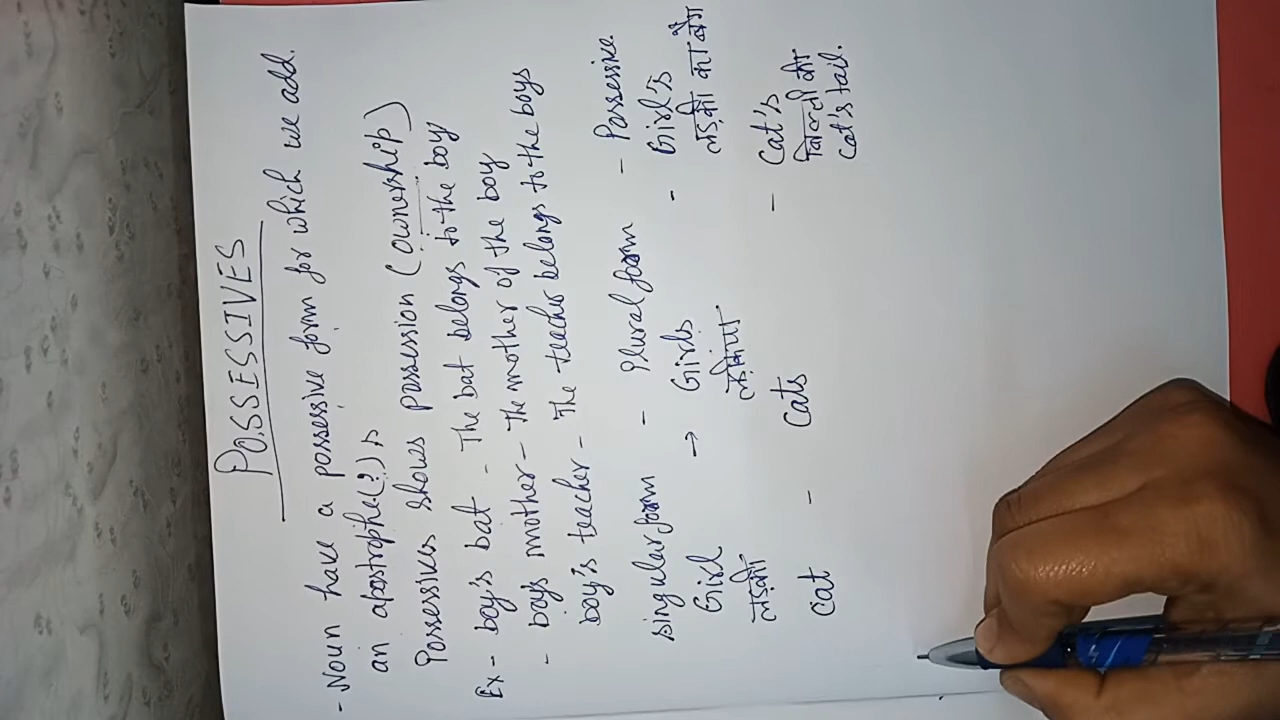 POSSESSIVES
- Noun have a possessive form for which we add.
an apostrophe(') s
Possessives shows possession (ownership)
Ex - boy's bat - The bat belongs to the boy
- boy's mother - The mother of the boy
boy's teacher - The teacher belongs to the boys
singular form - plural form - Possessive.
Girl → Girls - Girl's
लड़की लड़कियां लड़की का बैग
cat - cats - cat's
बिल्ली की
cat's tail.